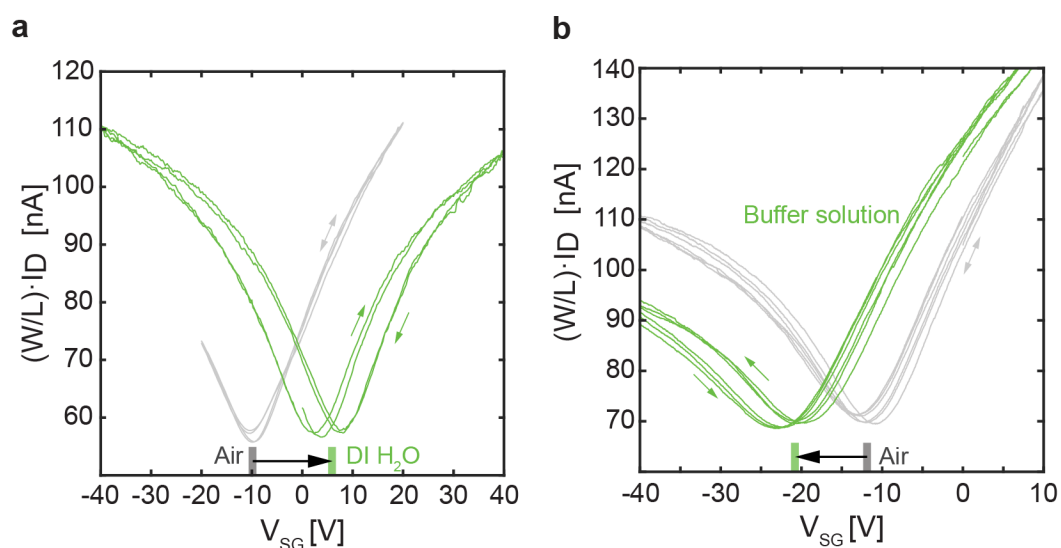 a
120
110
100
90
80
70
60
(W/L)·ID [nA]
Air
DI H2O
-40 -30 -20 -10 0 10 20 30 40
VSG [V]
b
140
130
120
110
100
90
80
70
60
(W/L)·ID [nA]
Buffer solution
Air
-40 -30 -20 -10 0 10
VSG [V]